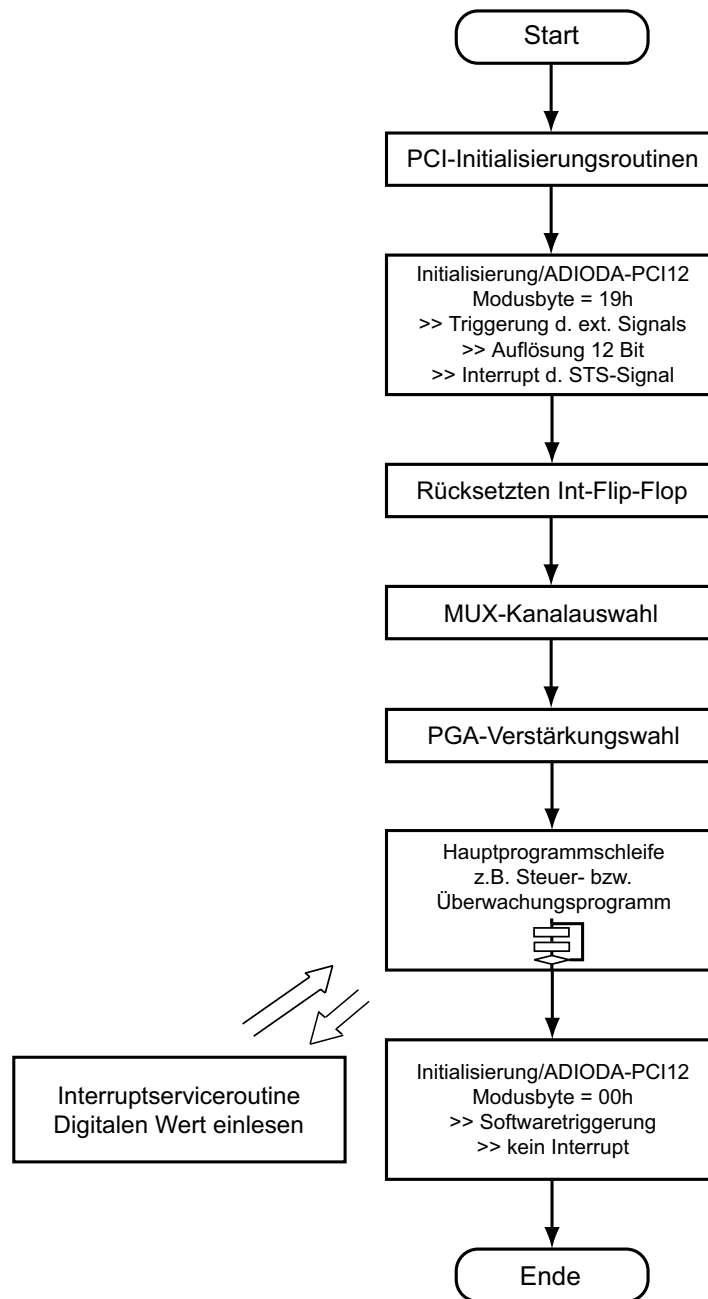 Start
PCI-Initialisierungsroutinen
Initialisierung/ADIODA-PCI12
Modusbyte = 19h
>> Triggerung d. ext. Signals
>> Auflösung 12 Bit
>> Interrupt d. STS-Signal
Rücksetzten Int-Flip-Flop
MUX-Kanalauswahl
PGA-Verstärkungswahl
Hauptprogrammschleife
z.B. Steuer- bzw.
Überwachungsprogramm
Interruptserviceroutine
Digitalen Wert einlesen
Initialisierung/ADIODA-PCI12
Modusbyte = 00h
>> Softwaretriggerung
>> kein Interrupt
Ende